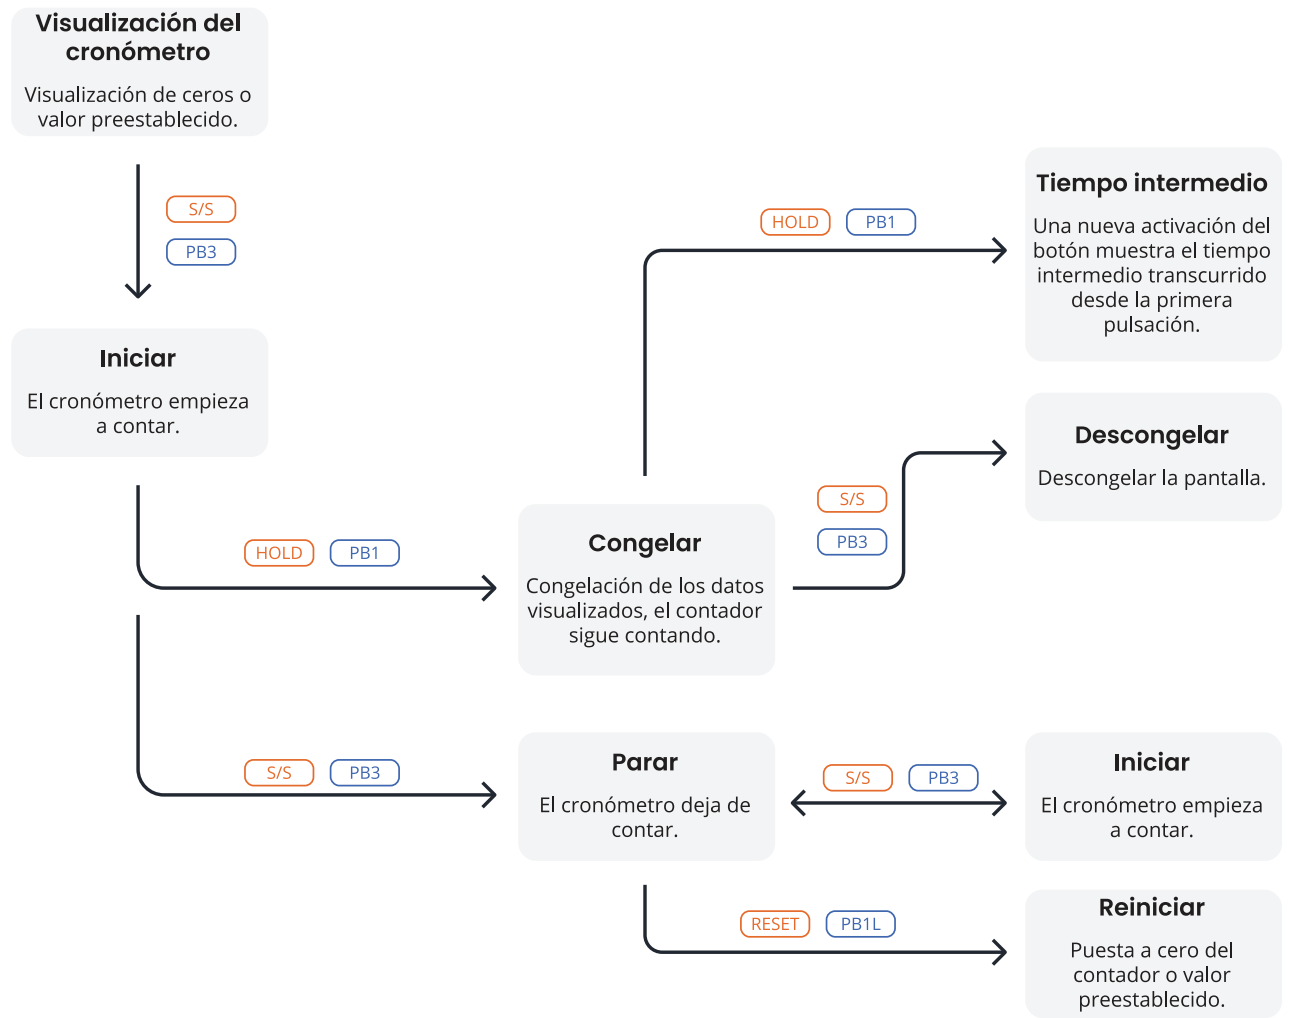 Visualización del
cronómetro
Visualización de ceros o
valor preestablecido.
S/S
PB3
Iniciar
El cronómetro empieza
a contar.
HOLD PB1
Tiempo intermedio
Una nueva activación del
botón muestra el tiempo
intermedio transcurrido
desde la primera
pulsación.
Descongelar
Descongelar la pantalla.
S/S
PB3
HOLD PB1
Congelar
Congelación de los datos
visualizados, el contador
sigue contando.
S/S PB3
Parar
El cronómetro deja de
contar.
S/S PB3
Iniciar
El cronómetro empieza
a contar.
RESET PB1L
Reiniciar
Puesta a cero del
contador o valor
preestablecido.